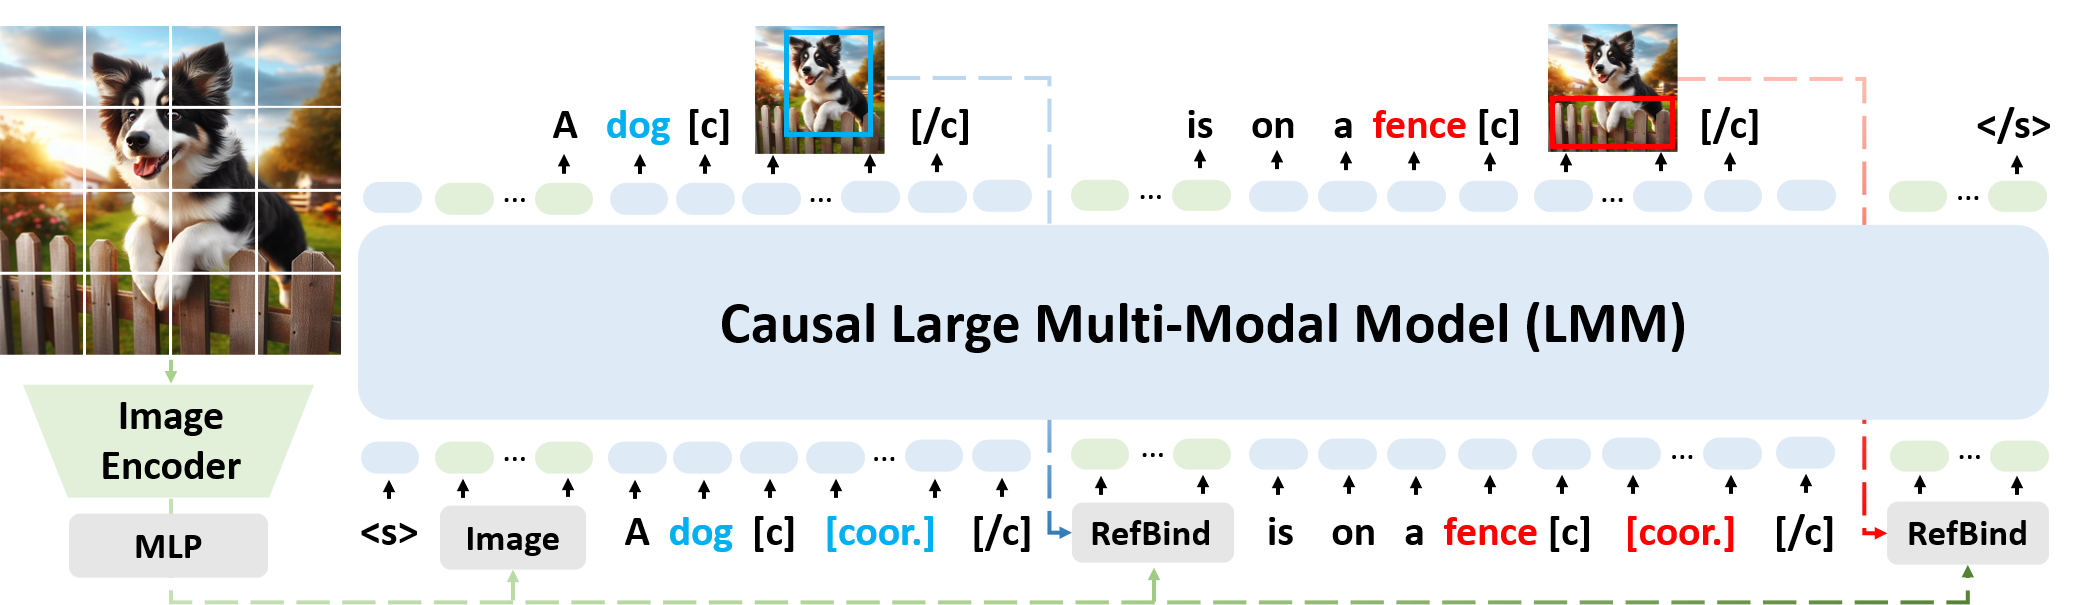 A dog [c] [/c] is on a fence [c] [/c] </s>
... ... ... ... ...
Causal Large Multi-Modal Model (LMM)
Image
Encoder
... ... ... ... ...
<s> Image A dog [c] [coor.] [/c] RefBind is on a fence [c] [coor.] [/c] RefBind
MLP